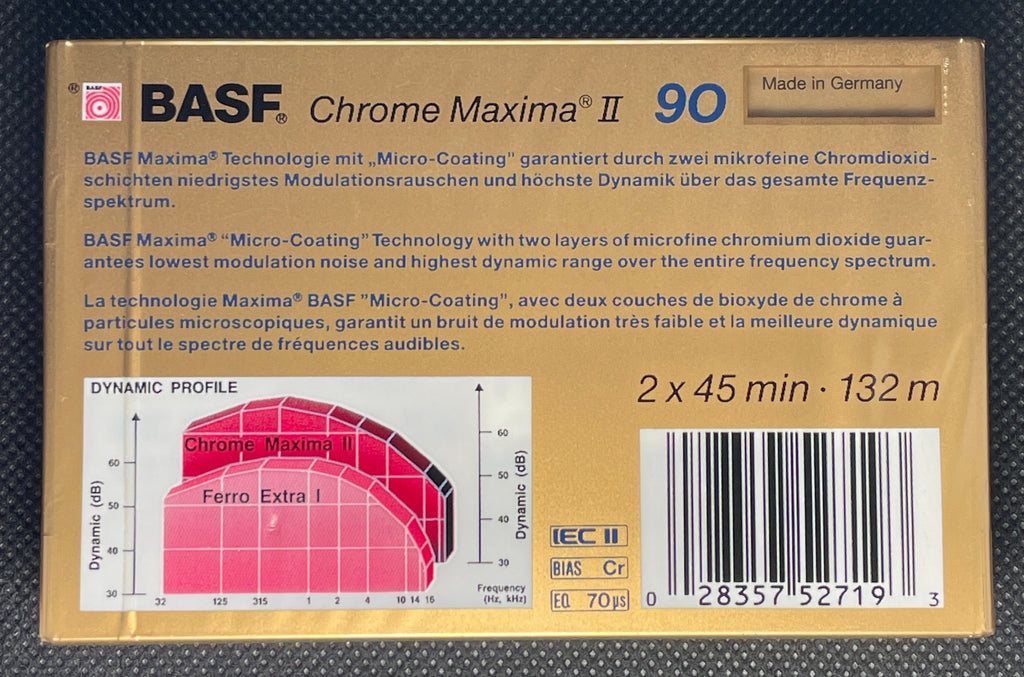 ® BASF BASF® Chrome Maxima® II 90 Made in Germany
BASF Maxima® Technologie mit „Micro-Coating" garantiert durch zwei mikrofeine Chromdioxid-
schichten niedrigstes Modulationsrauschen und höchste Dynamik über das gesamte Frequenz-
spektrum.
BASF Maxima® “Micro-Coating” Technology with two layers of microfine chromium dioxide guar-
antees lowest modulation noise and highest dynamic range over the entire frequency spectrum.
La technologie Maxima® BASF "Micro-Coating", avec deux couches de bioxyde de chrome à
particules microscopiques, garantit un bruit de modulation très faible et la meilleure dynamique
sur tout le spectre de fréquences audibles.
DYNAMIC PROFILE
Chrome Maxima II
Ferro Extra I
Dynamic (dB)
60
50
40
30
60
50
40
30
Dynamic (dB)
32 125 315 1 2 4 10 14 16
Frequency
(Hz, kHz)
2 x 45 min · 132 m
IEC II
BIAS Cr
EQ 70µs
0 28357 52719 3